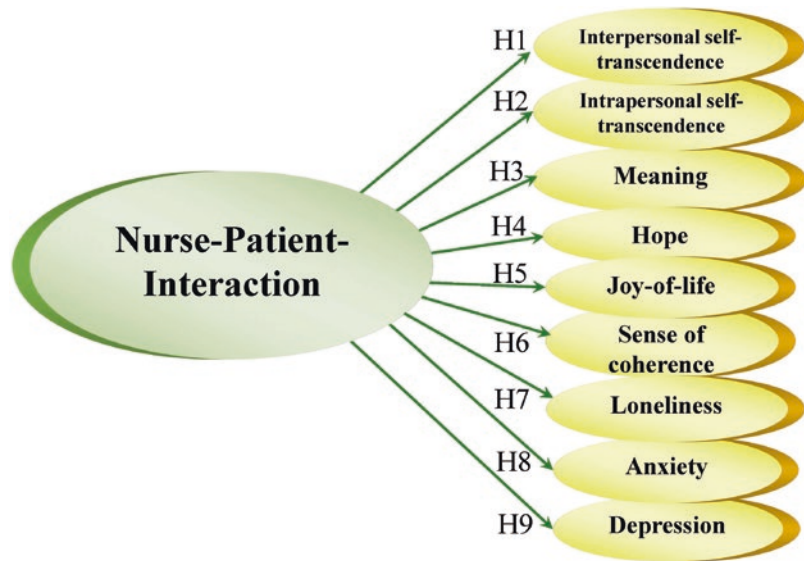 H1
Interpersonal self-
transcendence
H2
Intrapersonal self-
transcendence
H3
Meaning
Nurse-Patient-
Interaction
H4
Hope
H5
Joy-of-life
H6
Sense of
coherence
H7
Loneliness
H8
Anxiety
H9
Depression